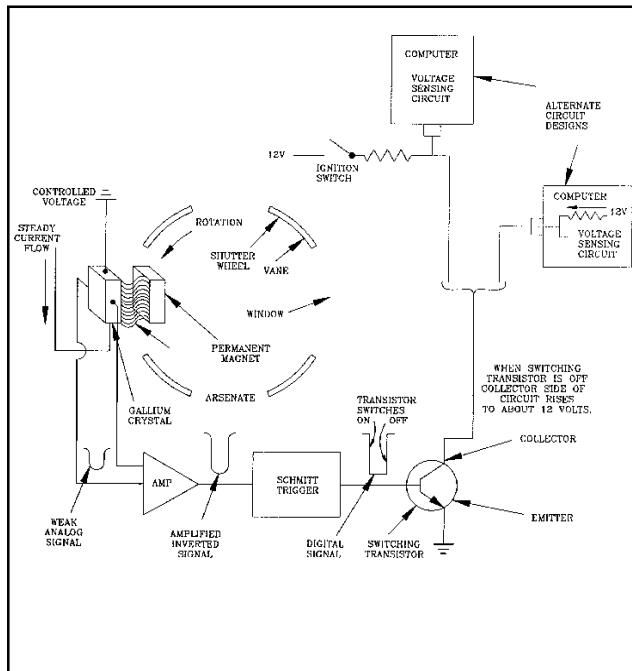 COMPUTER
VOLTAGE
SENSING
CIRCUIT
ALTERNATE
CIRCUIT
DESIGNS
12V
IGNITION
SWITCH
COMPUTER
12V
VOLTAGE
SENSING
CIRCUIT
CONTROLLED
VOLTAGE
STEADY
CURRENT
FLOW
ROTATION
SHUTTER
WHEEL
VANE
WINDOW
PERMANENT
MAGNET
ARSENATE
GALLIUM
CRYSTAL
WHEN SWITCHING
TRANSISTOR IS OFF
COLLECTOR SIDE OF
CIRCUIT RISES
TO ABOUT 12 VOLTS.
TRANSISTOR
SWITCHES
ON OFF
COLLECTOR
AMP
SCHMITT
TRIGGER
WEAK
ANALOG
SIGNAL
AMPLIFIED
INVERTED
SIGNAL
DIGITAL
SIGNAL
SWITCHING
TRANSISTOR
EMITTER